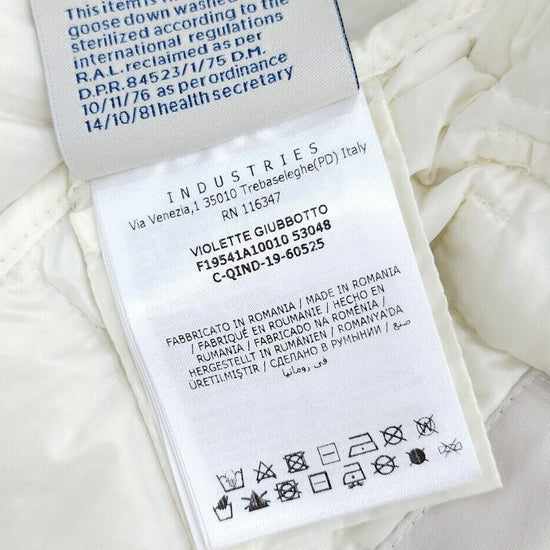 This item is
goose down washed
sterilized according to the
international regulations
R.A.L. reclaimed as per
D.P.R. 84523/1/75 D.M.
10/11/76 as per ordinance
14/10/81 health secretary
INDUSTRIES
Via Venezia,1 35010 Trebaseleghe(PD) Italy
RN 116347
VIOLETTE GIUBBOTTO
F19541A10010 53048
C-QIND-19-60525
FABBRICATO IN ROMANIA / MADE IN ROMANIA
/ FABRIQUÉ EN ROUMANIE / HECHO EN
RUMANIA / FABRICADO NA ROMÉNIA /
HERGESTELLT IN RUMÄNIEN / ROMANYA'DA
ÜRETILMIŞTIR / СДЕЛАНО В РУМЫНИИ / صنع
في رومانيا